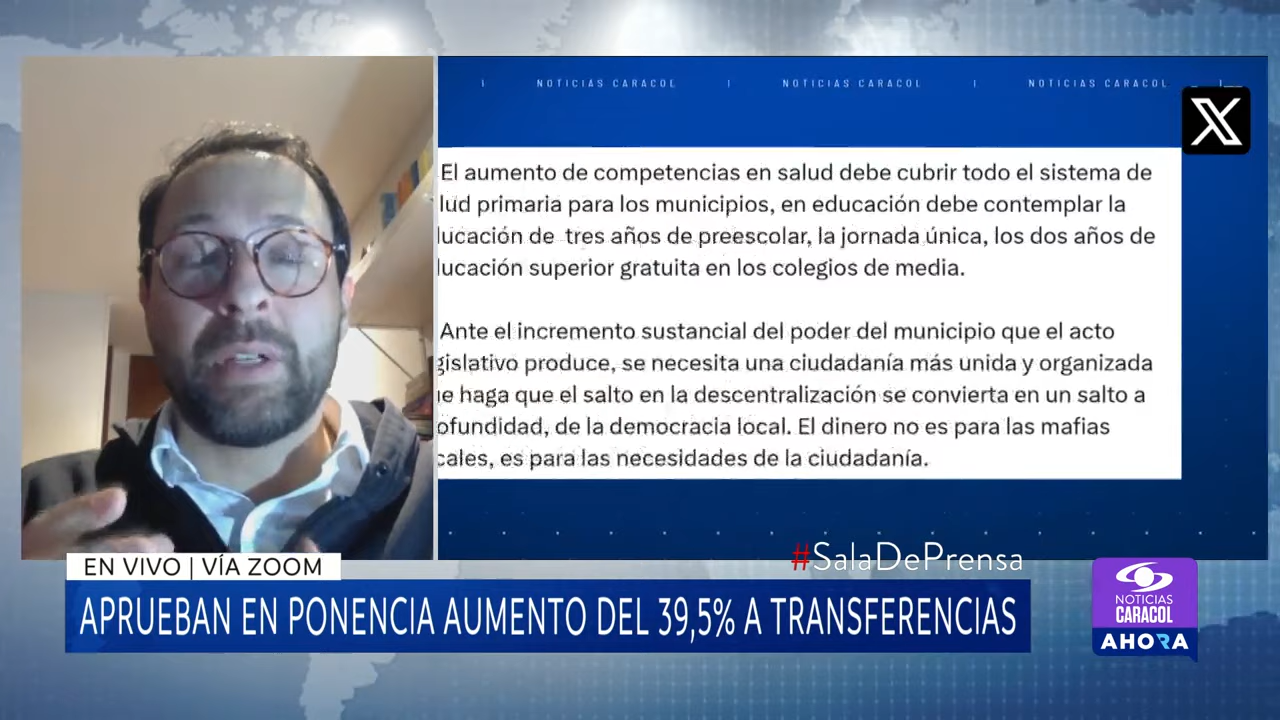 NOTICIAS CARACOL
NOTICIAS CARACOL
NOTICIAS CARACOL
X
El aumento de competencias en salud debe cubrir todo el sistema de
lud primaria para los municipios, en educación debe contemplar la
ucación de tres años de preescolar, la jornada única, los dos años de
ucación superior gratuita en los colegios de media.
Ante el incremento sustancial del poder del municipio que el acto
gislativo produce, se necesita una ciudadanía más unida y organizada
e haga que el salto en la descentralización se convierta en un salto a
ofundidad, de la democracia local. El dinero no es para las mafias
cales, es para las necesidades de la ciudadanía.
#SalaDePrensa
EN VIVO | VÍA ZOOM
APRUEBAN EN PONENCIA AUMENTO DEL 39,5% A TRANSFERENCIAS
NOTICIAS
CARACOL
AHORA